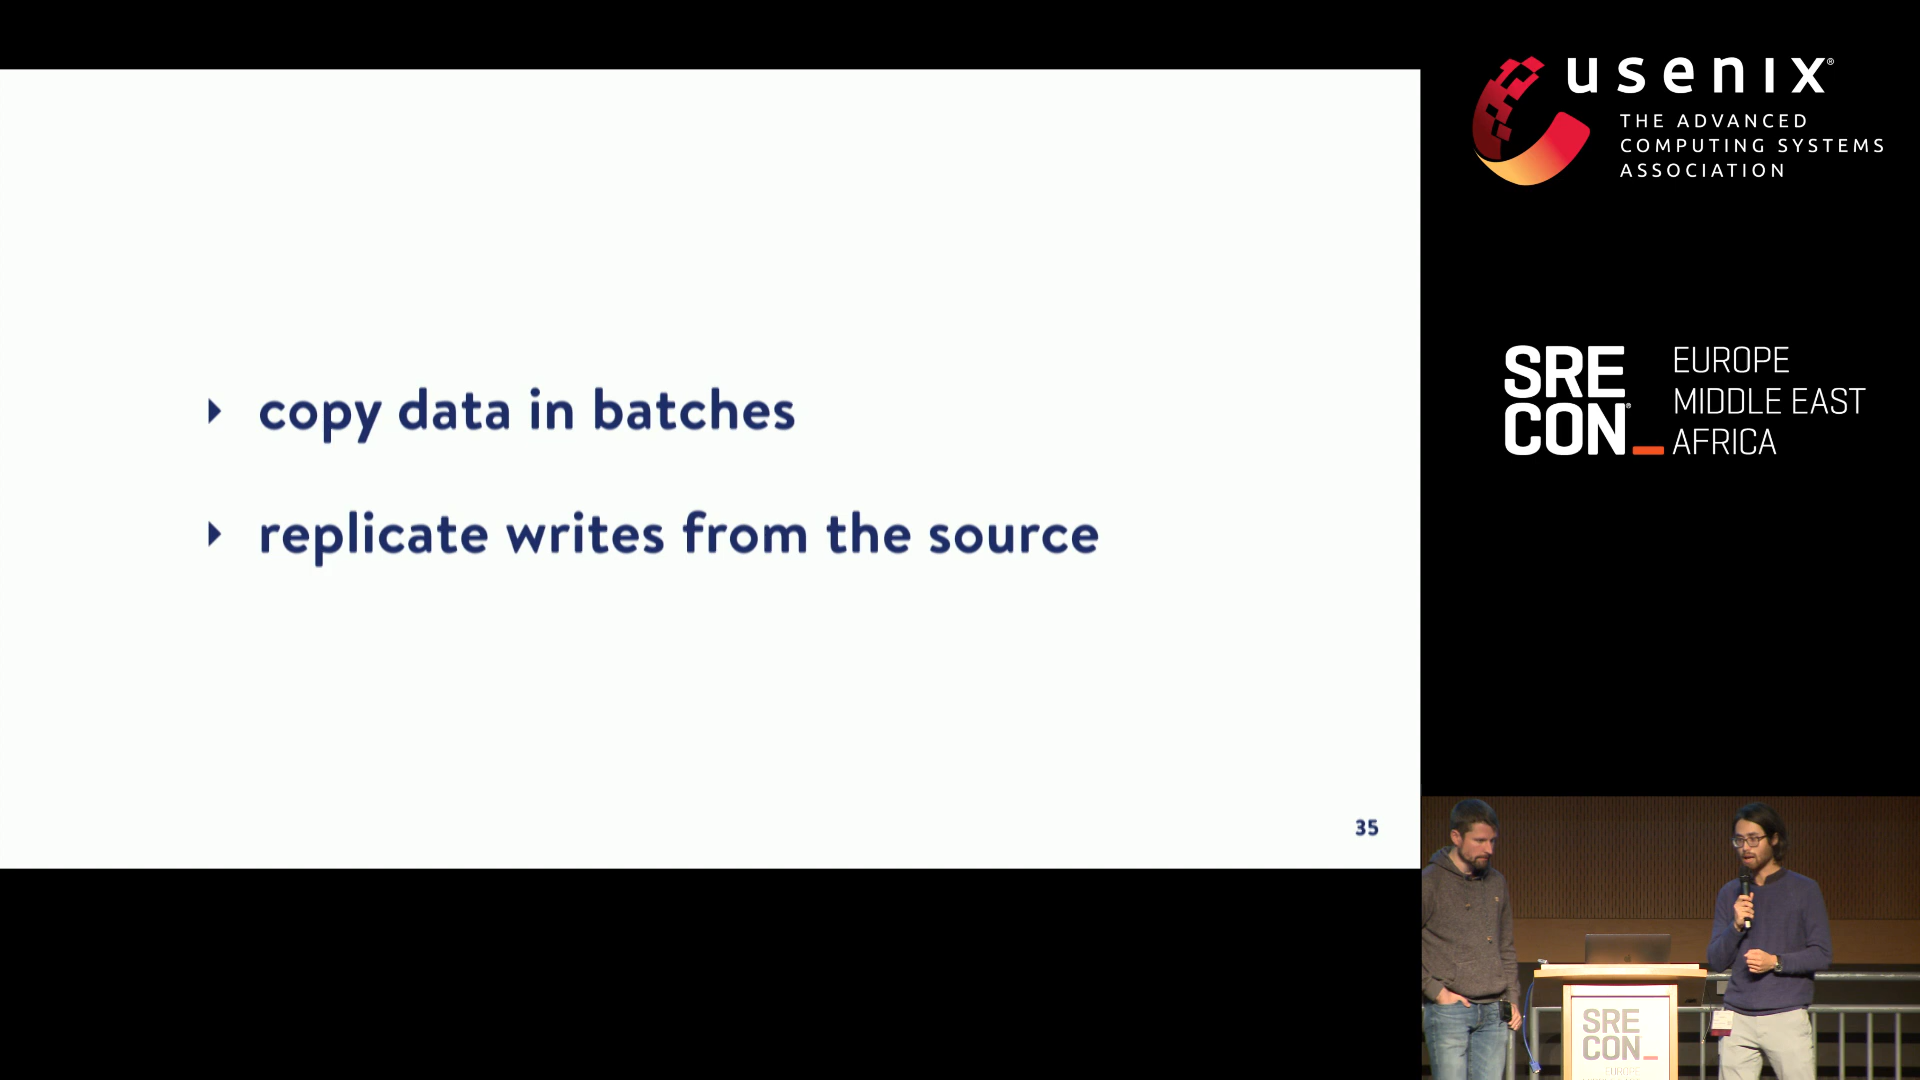 copy data in batches
replicate writes from the source
35
usenix®
THE ADVANCED
COMPUTING SYSTEMS
ASSOCIATION
SRE
CON®
EUROPE
MIDDLE EAST
AFRICA
SRE
CON
EUROPE